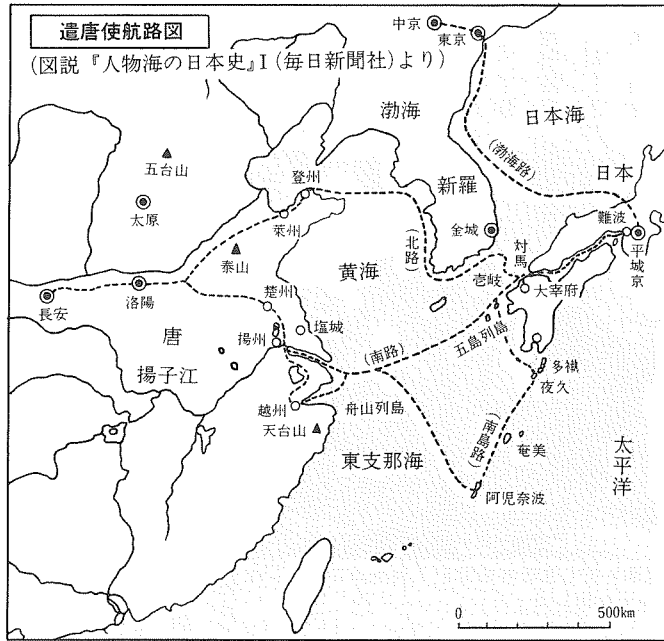 遣唐使航路図
(図説『人物海の日本史』I(毎日新聞社)より)
中京
東京
渤海
日本海
五台山
(渤海路)
日本
登州
新羅
太原
難波
萊州
(北路)
金城
対馬
平城京
泰山
黄海
壱岐
大宰府
長安
洛陽
楚州
塩城
五島列島
唐
揚州
(南路)
多褹
夜久
揚子江
越州
舟山列島
天台山
(南島路)
奄美
東支那海
太平洋
阿児奈波
0 500km